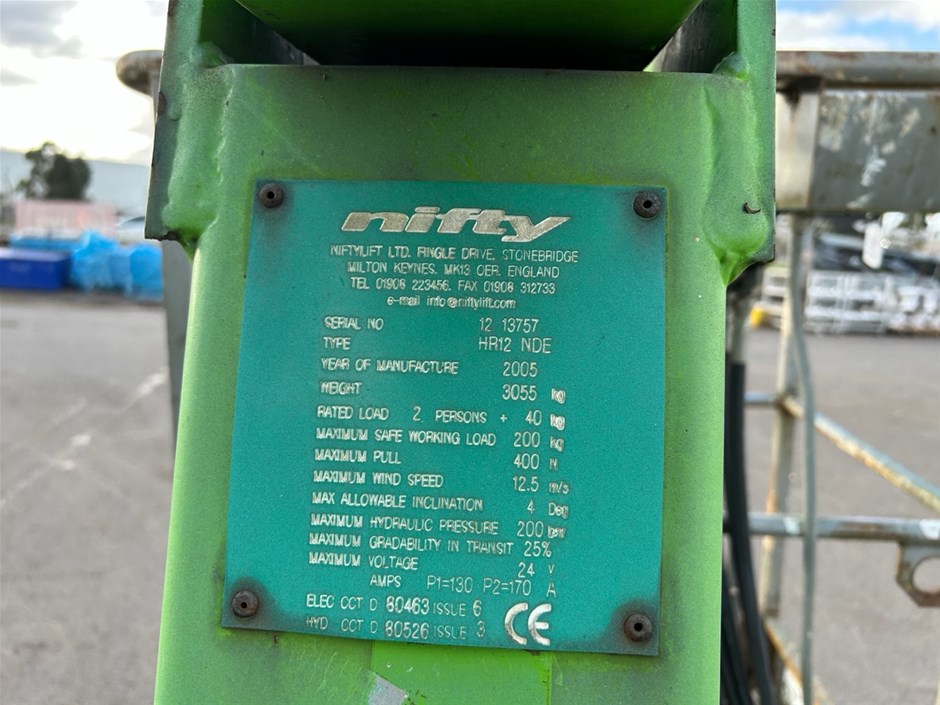 nifty
NIFTYLIFT LTD. FINGLE DRIVE, STONEBRIDGE
MILTON KEYNES. MK13 OER. ENGLAND
TEL 01908 223456. FAX 01908 312733
e-mail info@niftylift.com
SERIAL NO 12 13757
TYPE HR12 NDE
YEAR OF MANUFACTURE 2005
WEIGHT 3055 kg
RATED LOAD 2 PERSONS + 40 kg
MAXIMUM SAFE WORKING LOAD 200 kg
MAXIMUM PULL 400 N
MAXIMUM WIND SPEED 12.5 m/s
MAX ALLOWABLE INCLINATION 4 Deg
MAXIMUM HYDRAULIC PRESSURE 200 bar
MAXIMUM GRADABILITY IN TRANSIT 25%
MAXIMUM VOLTAGE 24 V
AMPS P1=130 P2=170 A
ELEC CCT D 80463 ISSUE 6
HYD CCT D 80526 ISSUE 3 CE